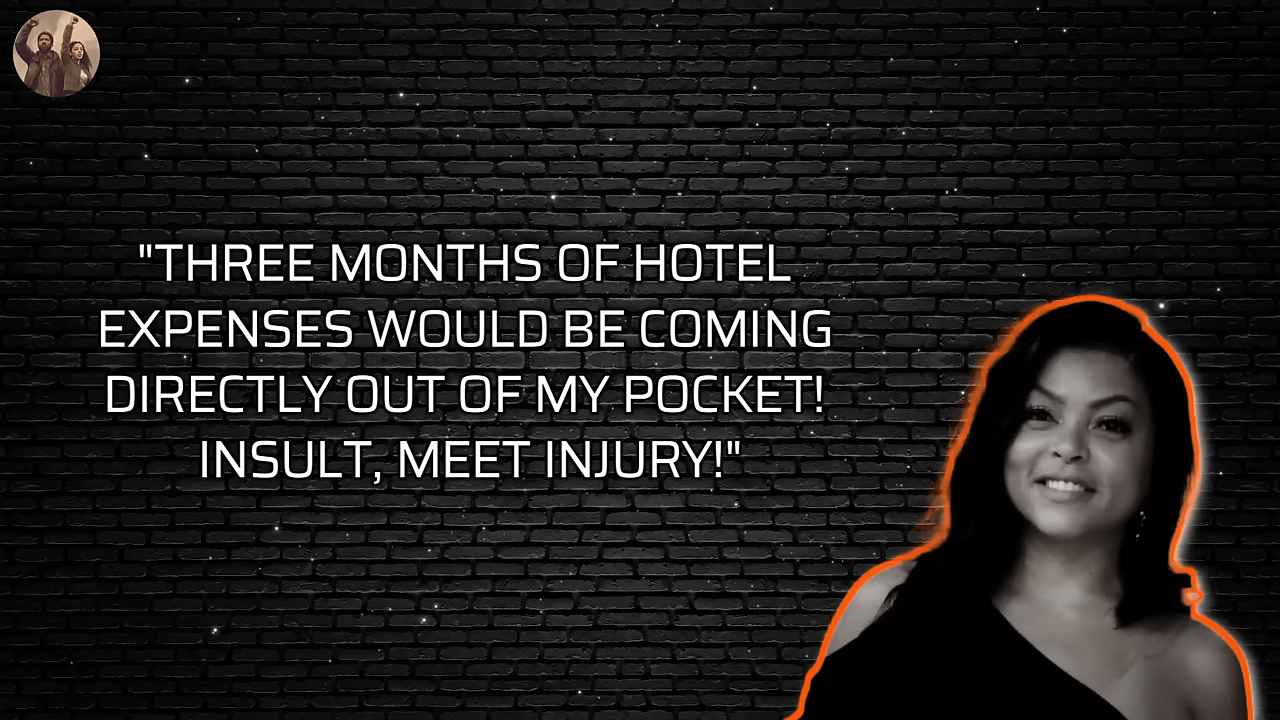 "THREE MONTHS OF HOTEL
EXPENSES WOULD BE COMING
DIRECTLY OUT OF MY POCKET!
INSULT, MEET INJURY!"